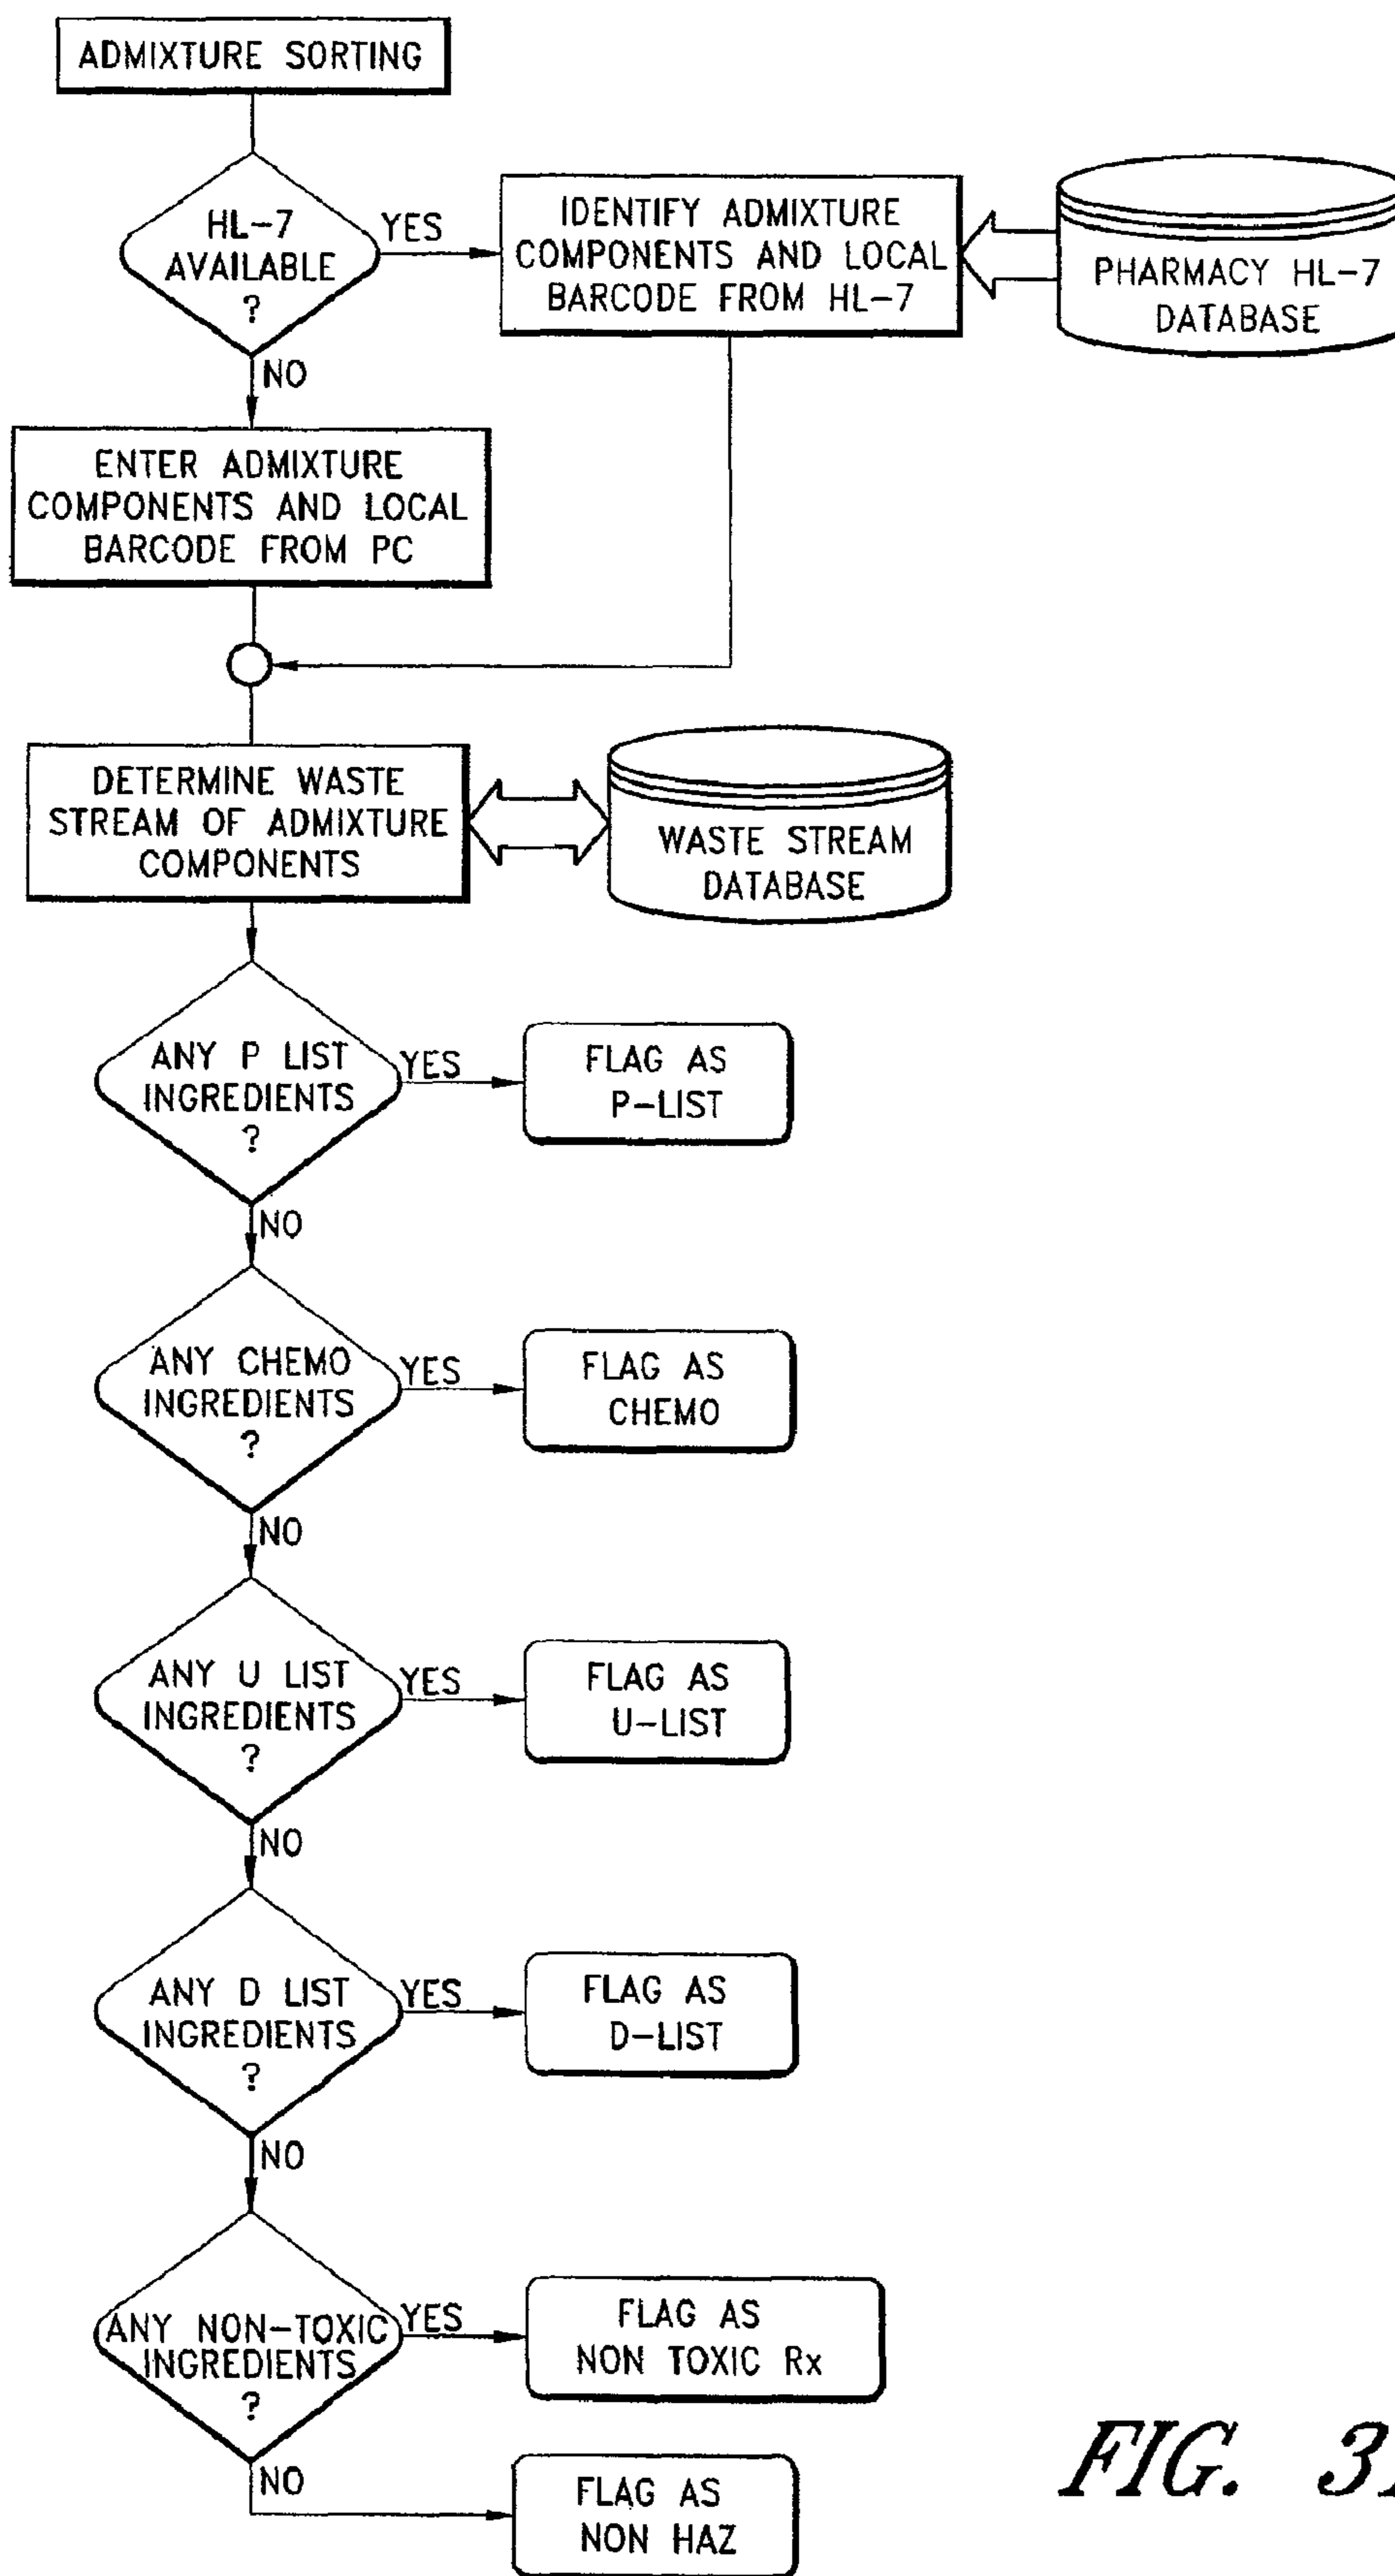 ADMIXTURE SORTING
HL-7
AVAILABLE
?
YES
IDENTIFY ADMIXTURE
COMPONENTS AND LOCAL
BARCODE FROM HL-7
PHARMACY HL-7
DATABASE
NO
ENTER ADMIXTURE
COMPONENTS AND LOCAL
BARCODE FROM PC
DETERMINE WASTE
STREAM OF ADMIXTURE
COMPONENTS
WASTE STREAM
DATABASE
ANY P LIST
INGREDIENTS
?
YES
FLAG AS
P-LIST
NO
ANY CHEMO
INGREDIENTS
?
YES
FLAG AS
CHEMO
NO
ANY U LIST
INGREDIENTS
?
YES
FLAG AS
U-LIST
NO
ANY D LIST
INGREDIENTS
?
YES
FLAG AS
D-LIST
NO
ANY NON-TOXIC
INGREDIENTS
?
YES
FLAG AS
NON TOXIC Rx
NO
FLAG AS
NON HAZ
FIG.